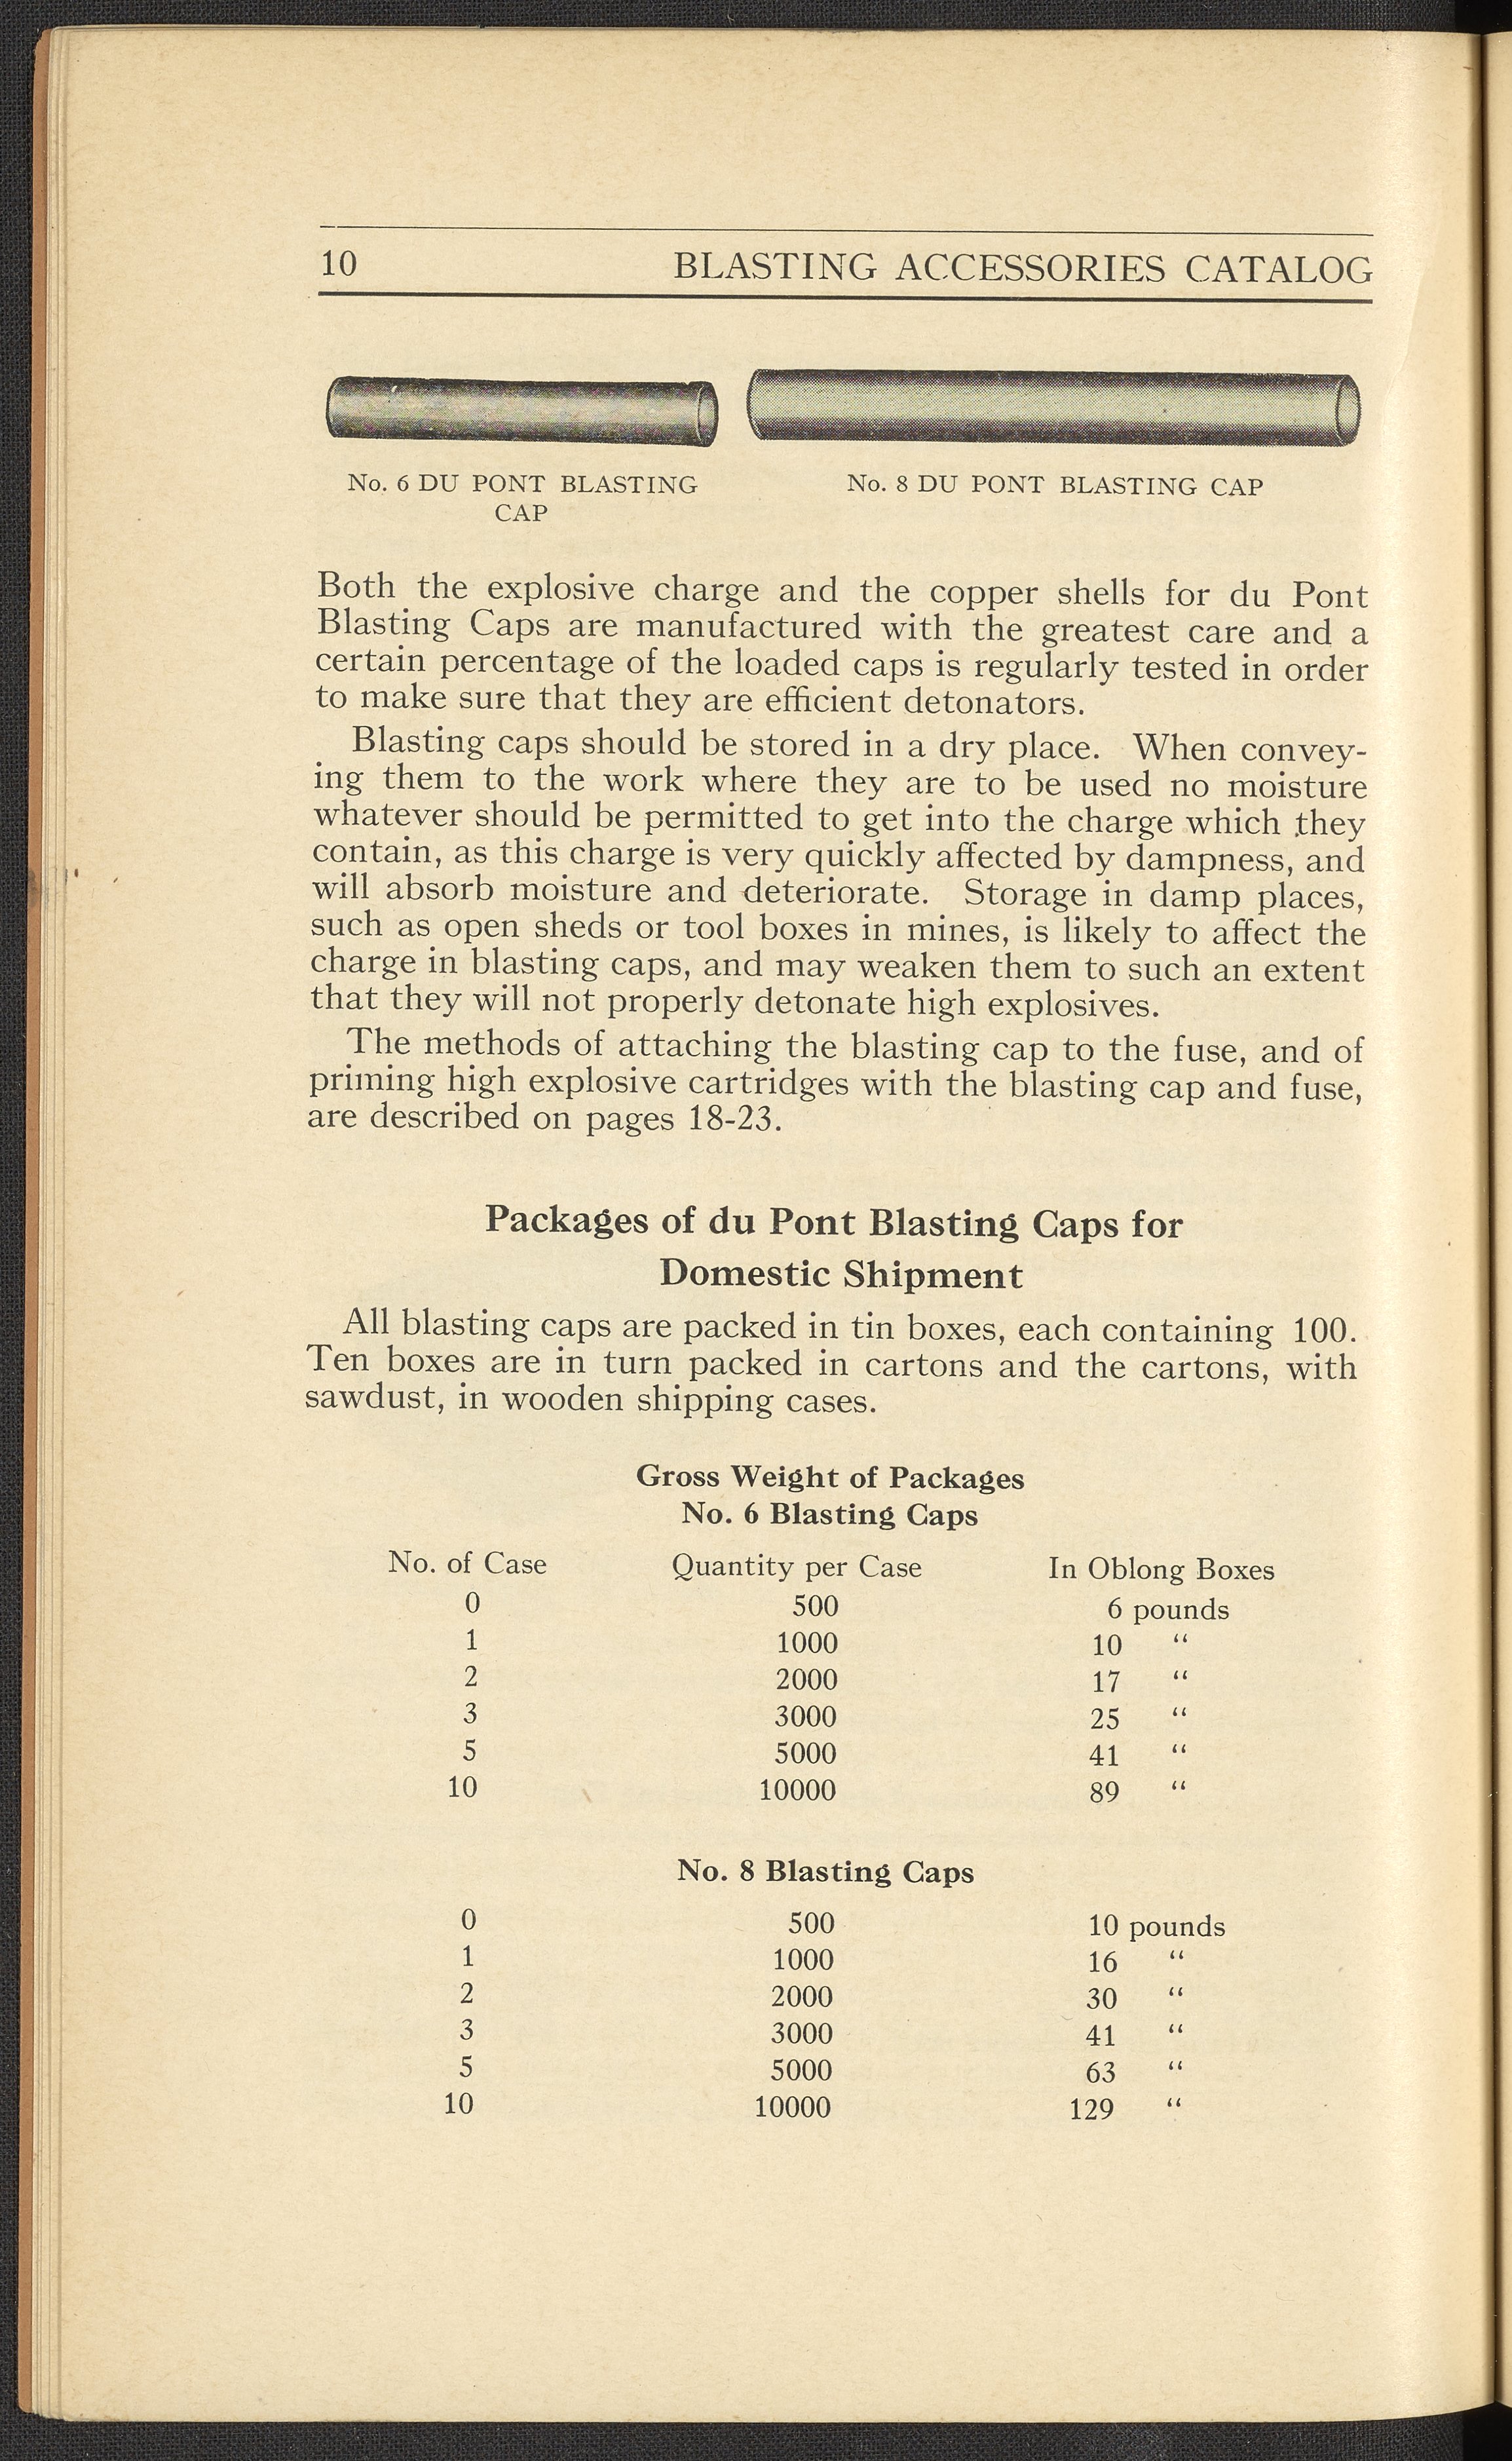 10 BLASTING ACCESSORIES CATALOG
No. 6 DU PONT BLASTING
CAP
No. 8 DU PONT BLASTING CAP
Both the explosive charge and the copper shells for du Pont
Blasting Caps are manufactured with the greatest care and a
certain percentage of the loaded caps is regularly tested in order
to make sure that they are efficient detonators.
Blasting caps should be stored in a dry place. When convey-
ing them to the work where they are to be used no moisture
whatever should be permitted to get into the charge which they
contain, as this charge is very quickly affected by dampness, and
will absorb moisture and deteriorate. Storage in damp places,
such as open sheds or tool boxes in mines, is likely to affect the
charge in blasting caps, and may weaken them to such an extent
that they will not properly detonate high explosives.
The methods of attaching the blasting cap to the fuse, and of
priming high explosive cartridges with the blasting cap and fuse,
are described on pages 18-23.
Packages of du Pont Blasting Caps for
Domestic Shipment
All blasting caps are packed in tin boxes, each containing 100.
Ten boxes are in turn packed in cartons and the cartons, with
sawdust, in wooden shipping cases.
Gross Weight of Packages
No. 6 Blasting Caps
No. of Case Quantity per Case In Oblong Boxes
0 500 6 pounds
1 1000 10 “
2 2000 17 “
3 3000 25 “
5 5000 41 “
10 10000 89 “
No. 8 Blasting Caps
0 500 10 pounds
1 1000 16 “
2 2000 30 “
3 3000 41 “
5 5000 63 “
10 10000 129 “